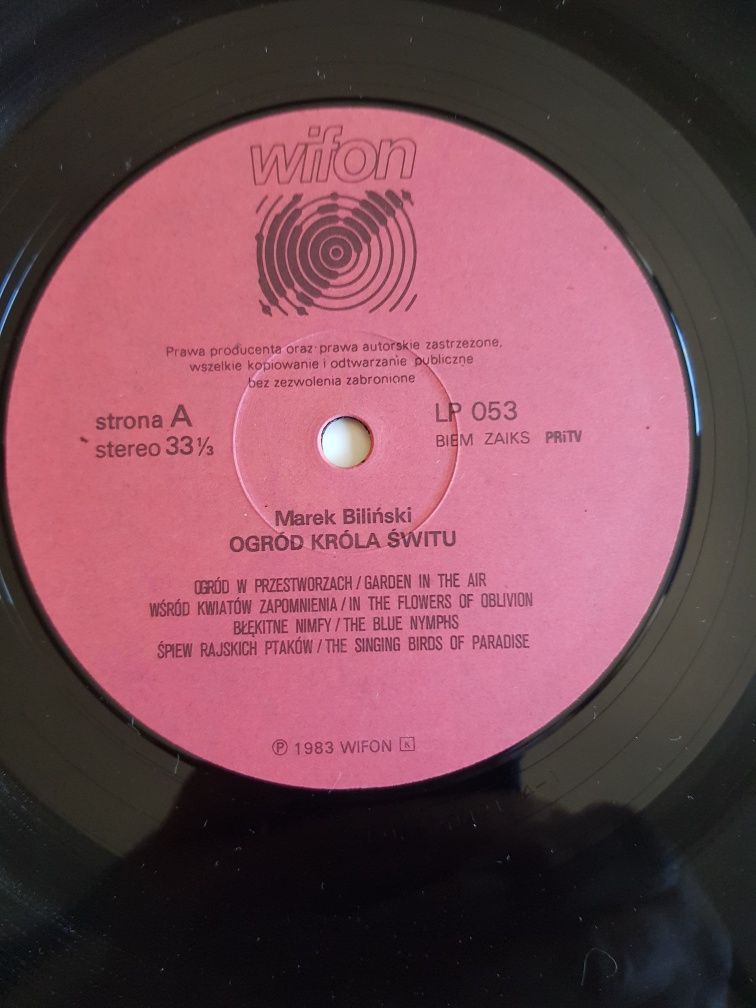 wifon
Prawa producenta oraz prawa autorskie zastrzeżone,
wszelkie kopiowanie i odtwarzanie publiczne
bez zezwolenia zabronione
strona A
stereo 33⅓
LP 053
BIEM ZAIKS PRiTV
Marek Biliński
OGRÓD KRÓLA ŚWITU
OGRÓD W PRZESTWORZACH / GARDEN IN THE AIR
WŚRÓD KWIATÓW ZAPOMNIENIA / IN THE FLOWERS OF OBLIVION
BŁĘKITNE NIMFY / THE BLUE NYMPHS
ŚPIEW RAJSKICH PTAKÓW / THE SINGING BIRDS OF PARADISE
℗ 1983 WIFON K